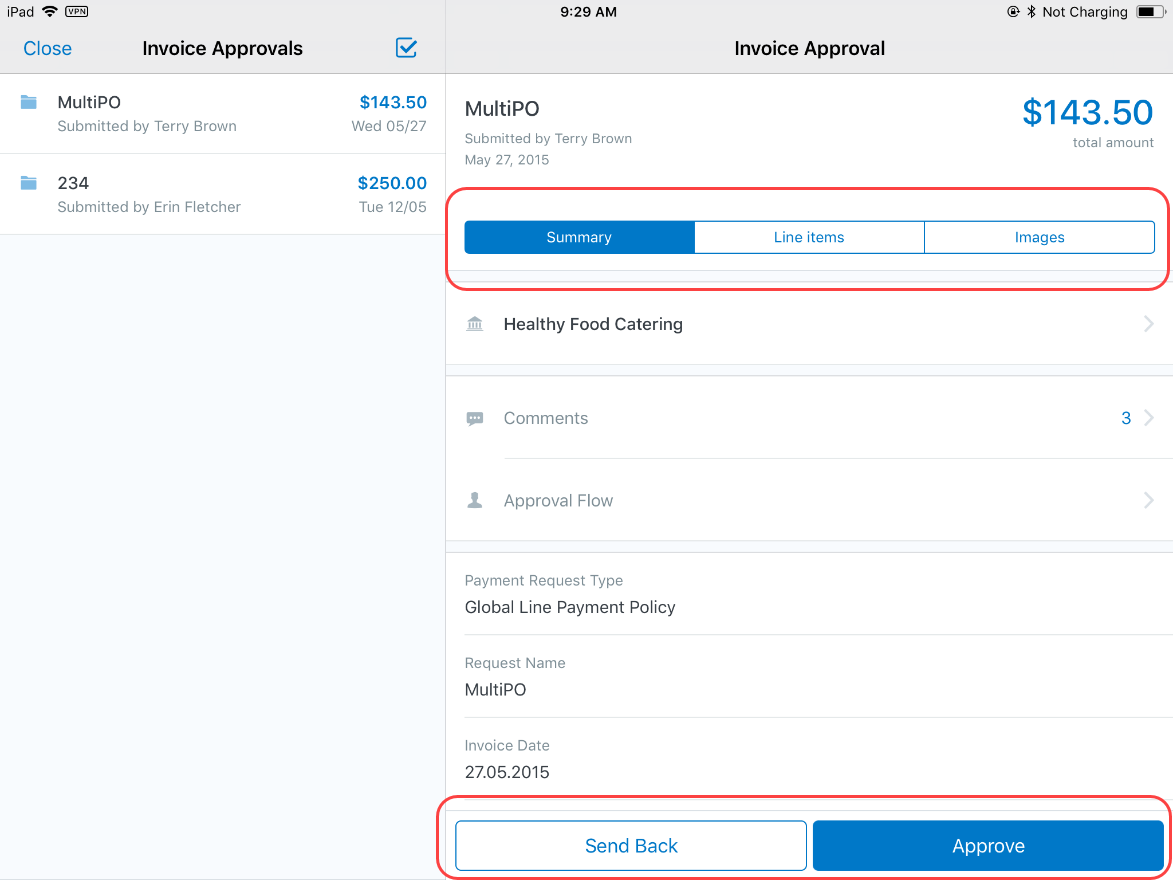 iPad VPN 9:29 AM Not Charging
Close Invoice Approvals
MultiPO $143.50
Submitted by Terry Brown Wed 05/27
234 $250.00
Submitted by Erin Fletcher Tue 12/05
Invoice Approval
MultiPO $143.50
Submitted by Terry Brown total amount
May 27, 2015
Summary Line items Images
Healthy Food Catering
Comments 3
Approval Flow
Payment Request Type
Global Line Payment Policy
Request Name
MultiPO
Invoice Date
27.05.2015
Send Back Approve